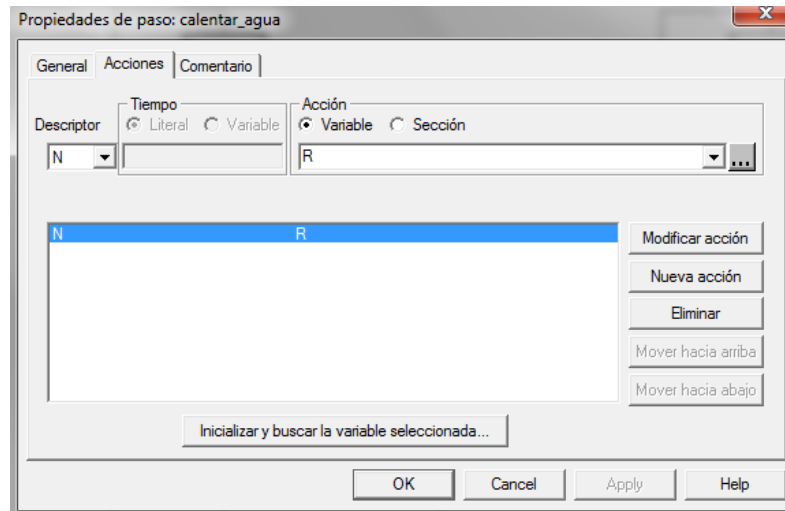 Propiedades de paso: calentar_agua
General Acciones Comentario
Tiempo Acción
Descriptor Literal Variable Variable Sección
N R ...
N R
Modificar acción
Nueva acción
Eliminar
Mover hacia arriba
Mover hacia abajo
Inicializar y buscar la variable seleccionada...
OK Cancel Apply Help